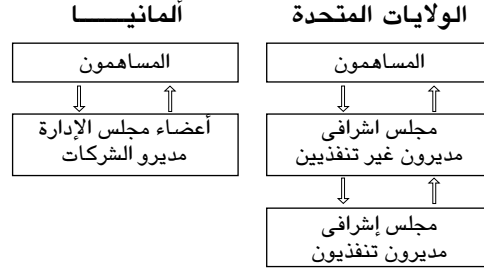 الولايات المتحدة
المساهمون
مجلس اشرافى
مديرون غير تنفذيين
مجلس إشرافى
مديرون تنفذيون
ألمانيـــــا
المساهمون
أعضاء مجلس الإدارة
مديرو الشركات